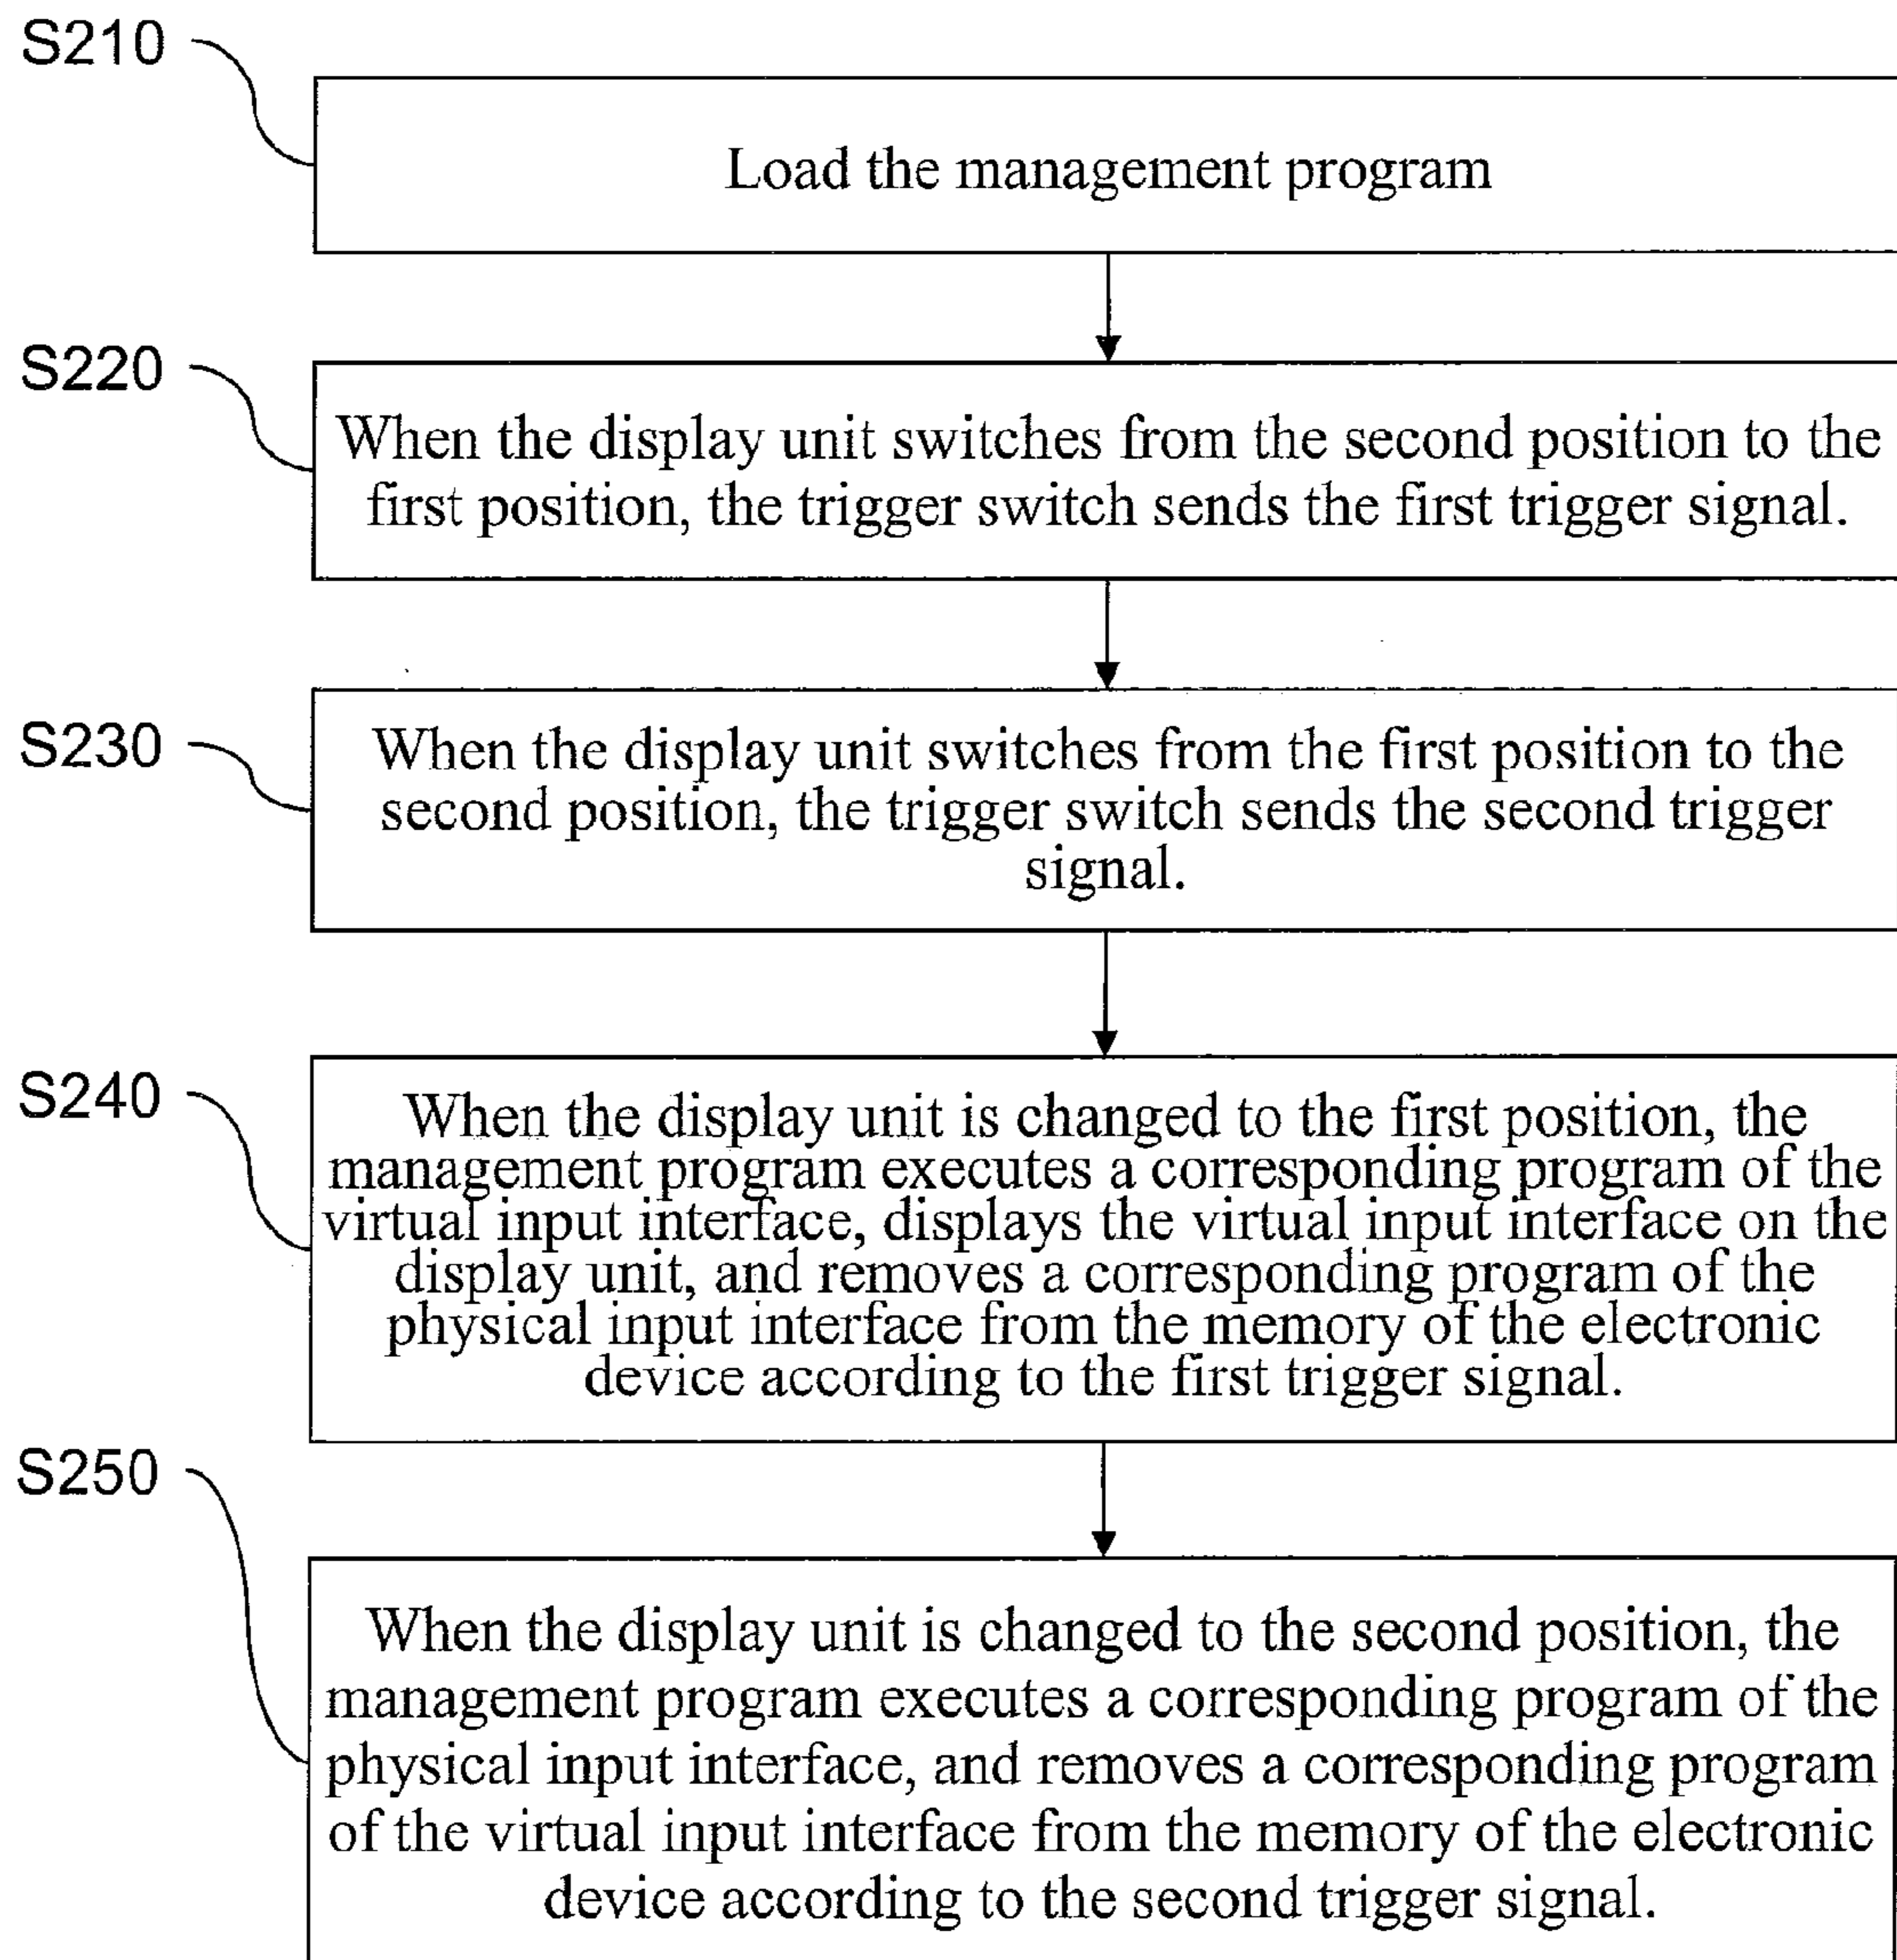 S210
Load the management program
S220
When the display unit switches from the second position to the
first position, the trigger switch sends the first trigger signal.
S230
When the display unit switches from the first position to the
second position, the trigger switch sends the second trigger
signal.
S240
When the display unit is changed to the first position, the
management program executes a corresponding program of the
virtual input interface, displays the virtual input interface on the
display unit, and removes a corresponding program of the
physical input interface from the memory of the electronic
device according to the first trigger signal.
S250
When the display unit is changed to the second position, the
management program executes a corresponding program of the
physical input interface, and removes a corresponding program
of the virtual input interface from the memory of the electronic
device according to the second trigger signal.